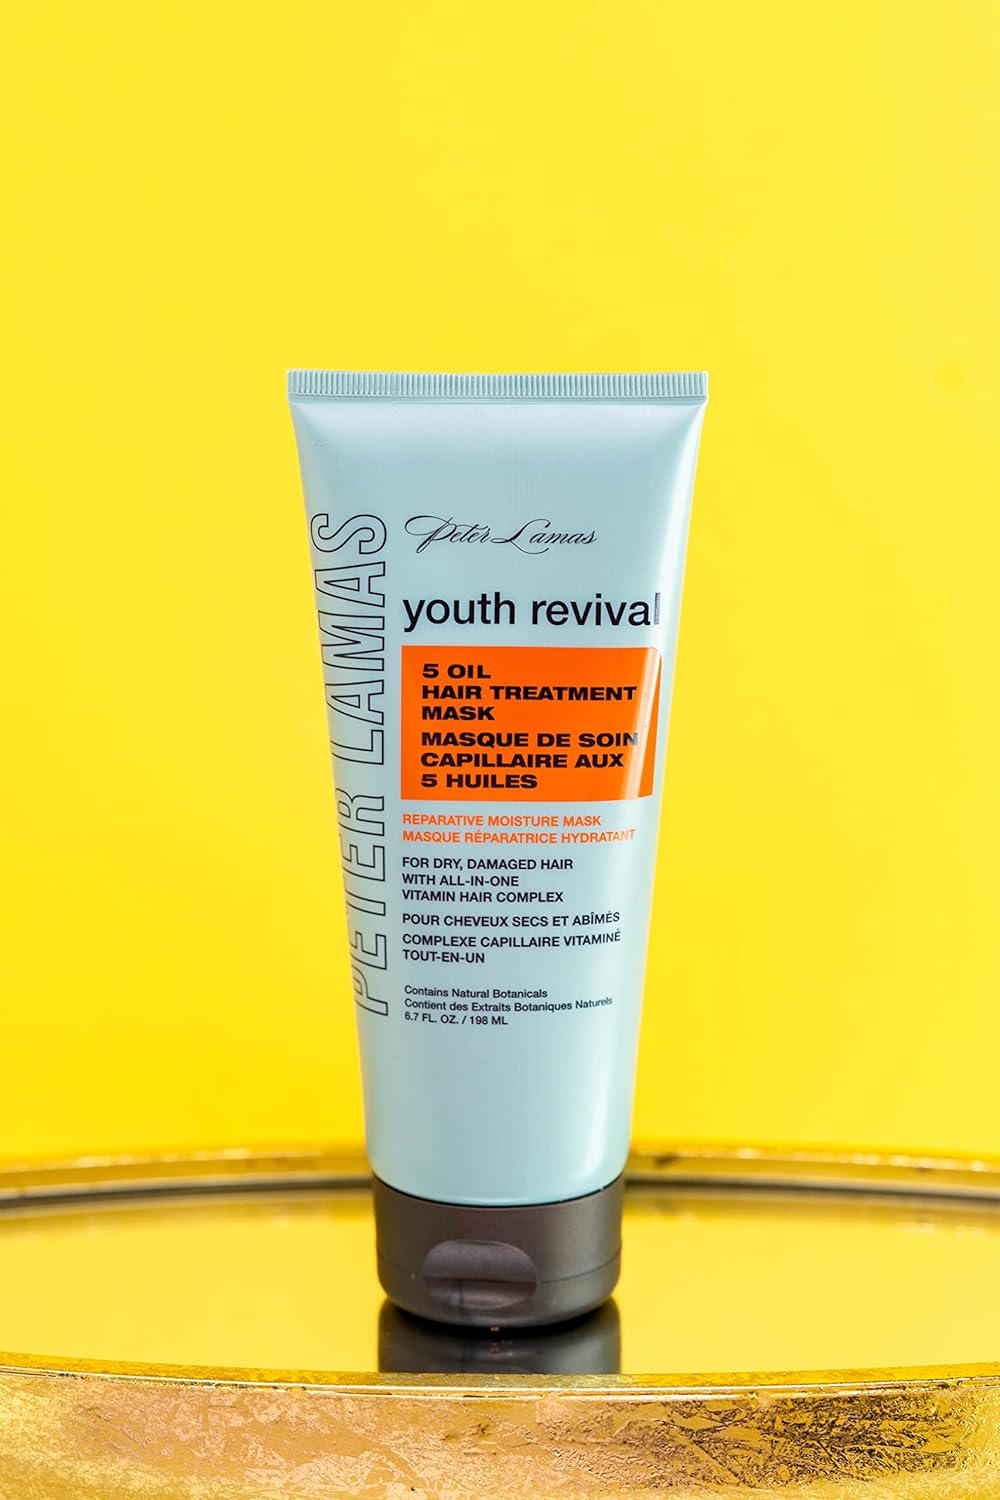 PETER LAMAS
Peter Lamas
youth revival
5 OIL
HAIR TREATMENT
MASK
MASQUE DE SOIN
CAPILLAIRE AUX
5 HUILES
REPARATIVE MOISTURE MASK
MASQUE RÉPARATRICE HYDRATANT
FOR DRY, DAMAGED HAIR
WITH ALL-IN-ONE
VITAMIN HAIR COMPLEX
POUR CHEVEUX SECS ET ABÎMÉS
COMPLEXE CAPILLAIRE VITAMINÉ
TOUT-EN-UN
Contains Natural Botanicals
Contient des Extraits Botaniques Naturels
6.7 FL. OZ. / 198 ML